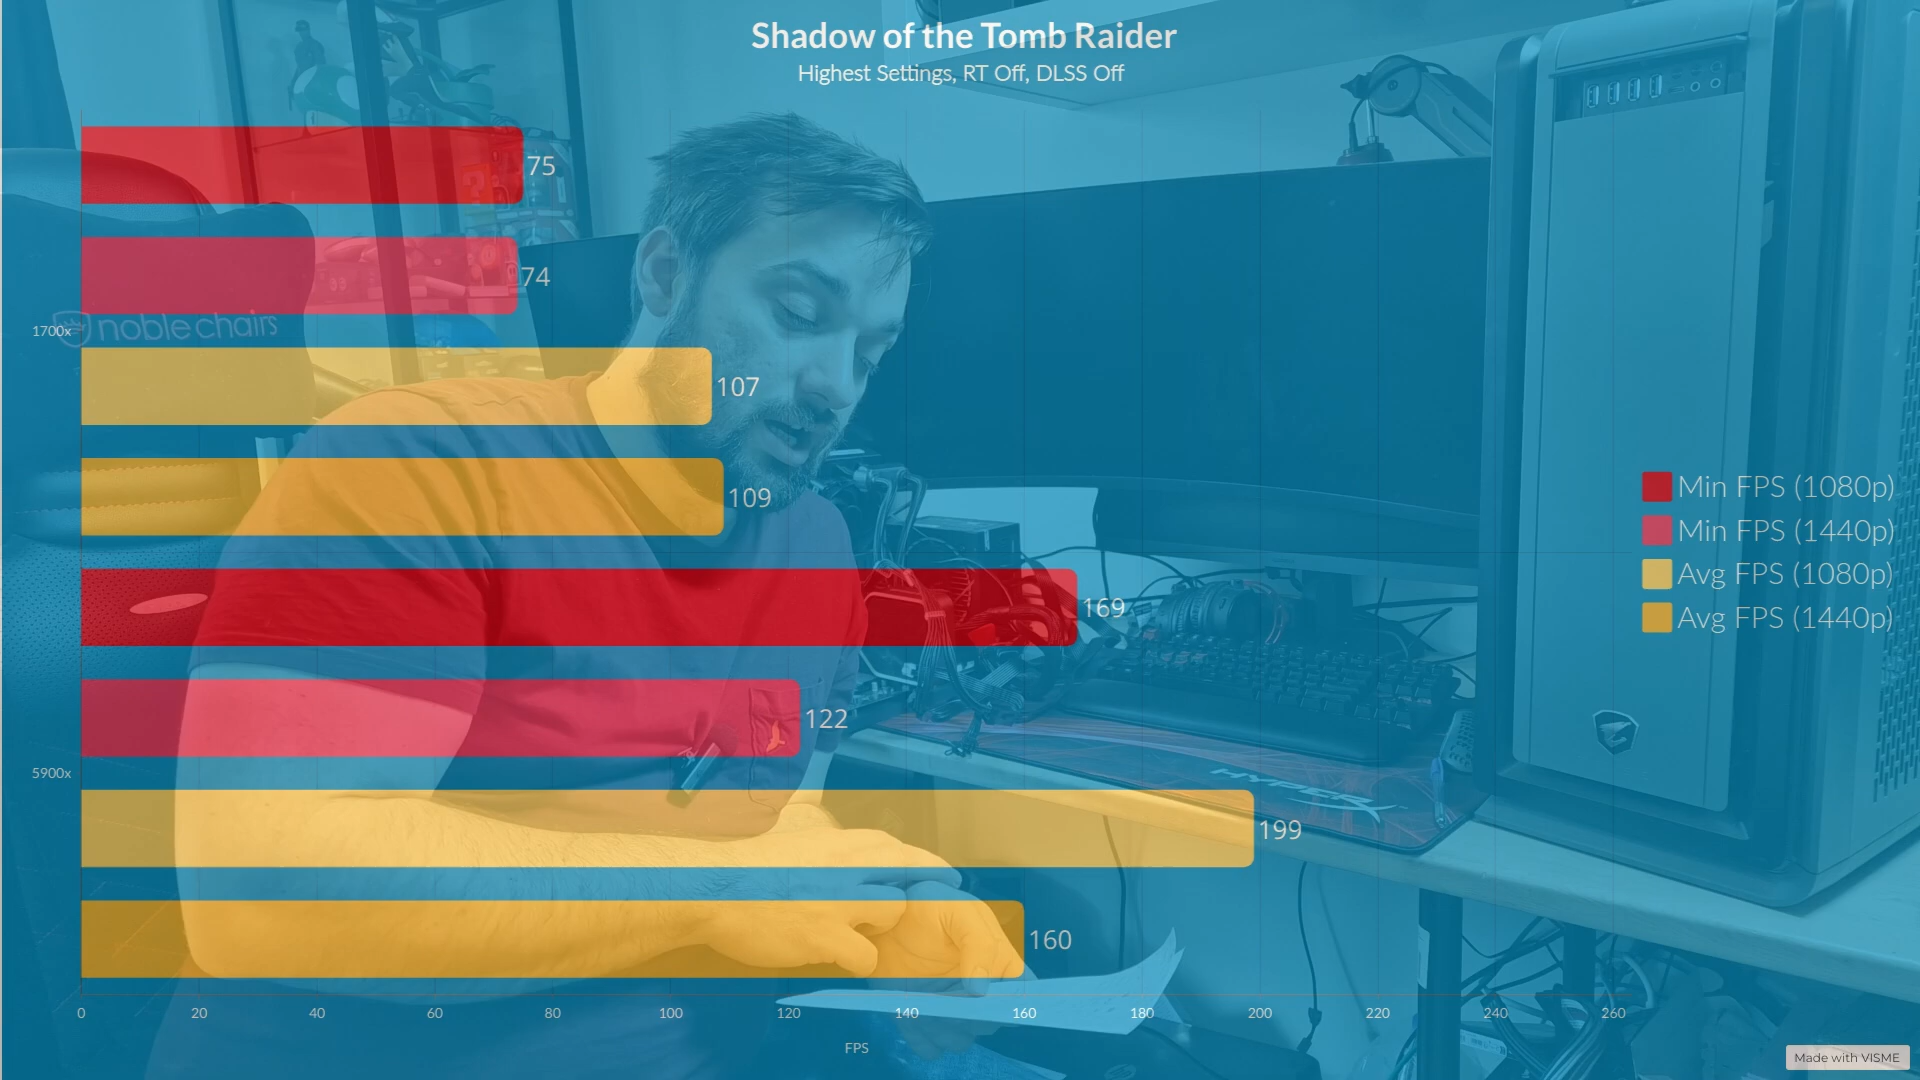 Shadow of the Tomb Raider
Highest Settings, RT Off, DLSS Off
75
74
1700x
noblechairs
107
109
169
122
5900x
199
160
Min FPS (1080p)
Min FPS (1440p)
Avg FPS (1080p)
Avg FPS (1440p)
HYPERX
0 20 40 60 80 100 120 140 160 180 200 220 240 260
FPS
Made with VISME